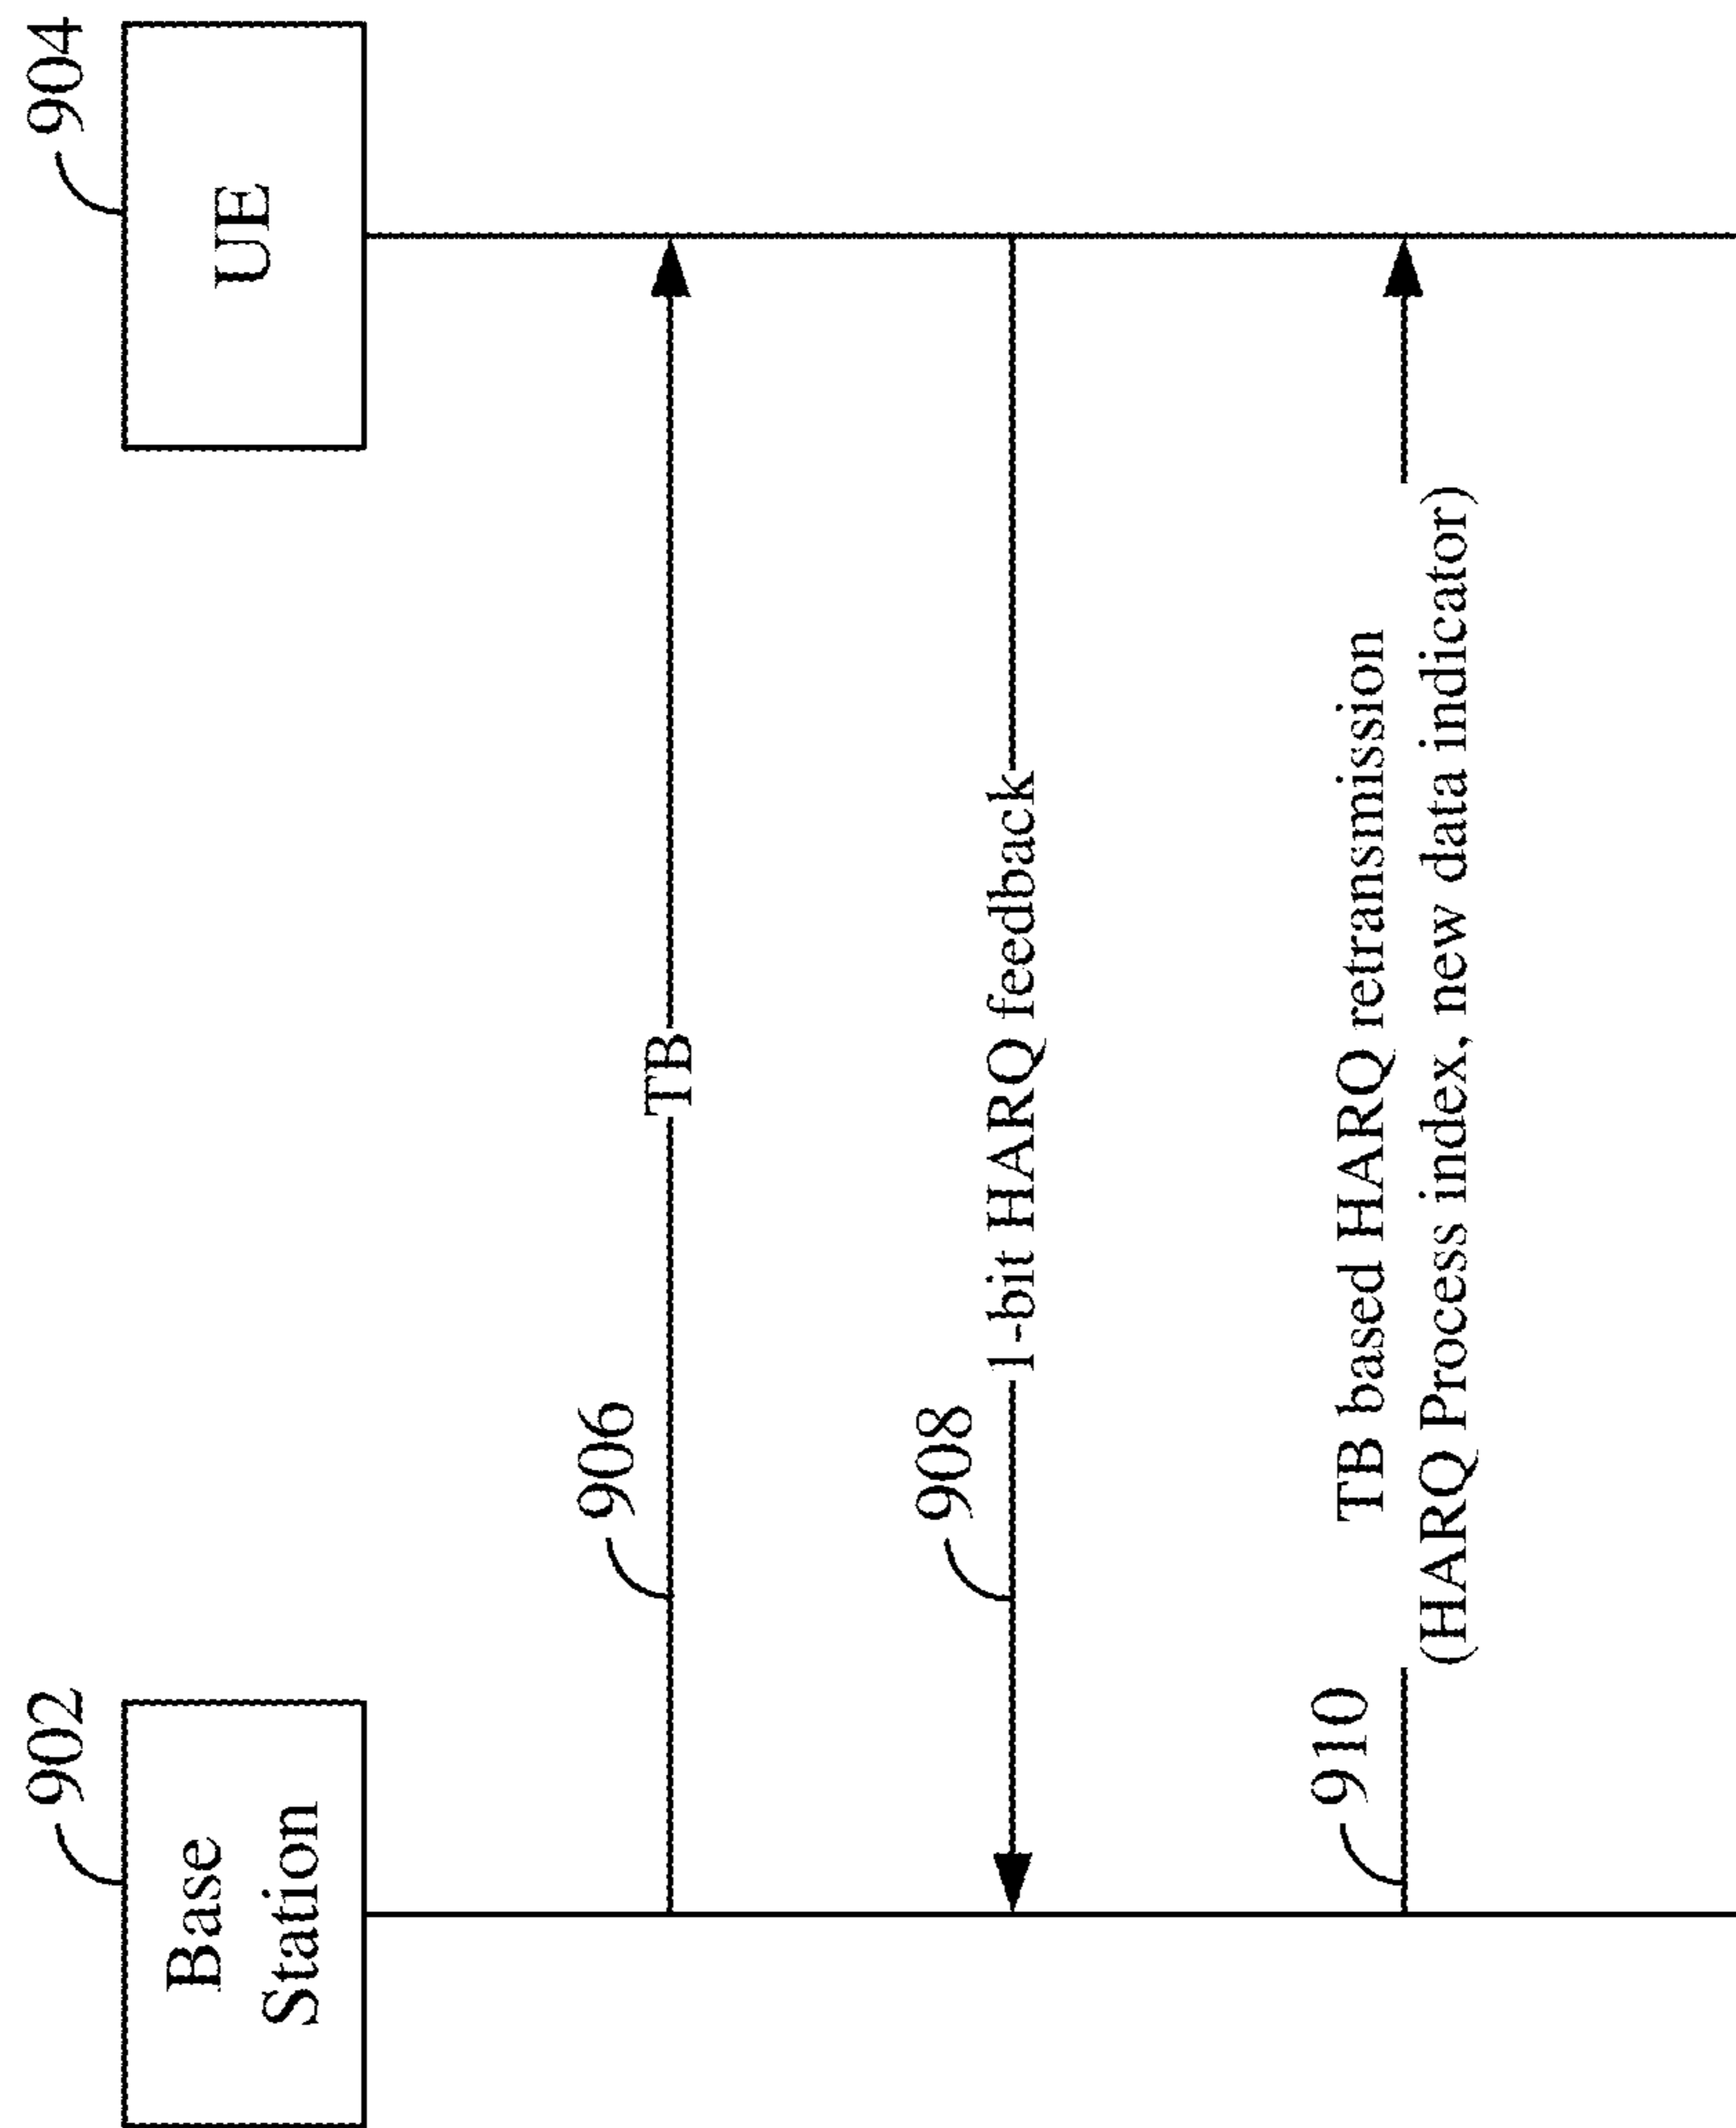 902
Base
Station
904
UE
906
TB
908
1-bit HARQ feedback
910
TB based HARQ retransmission
(HARQ Process index, new data indicator)